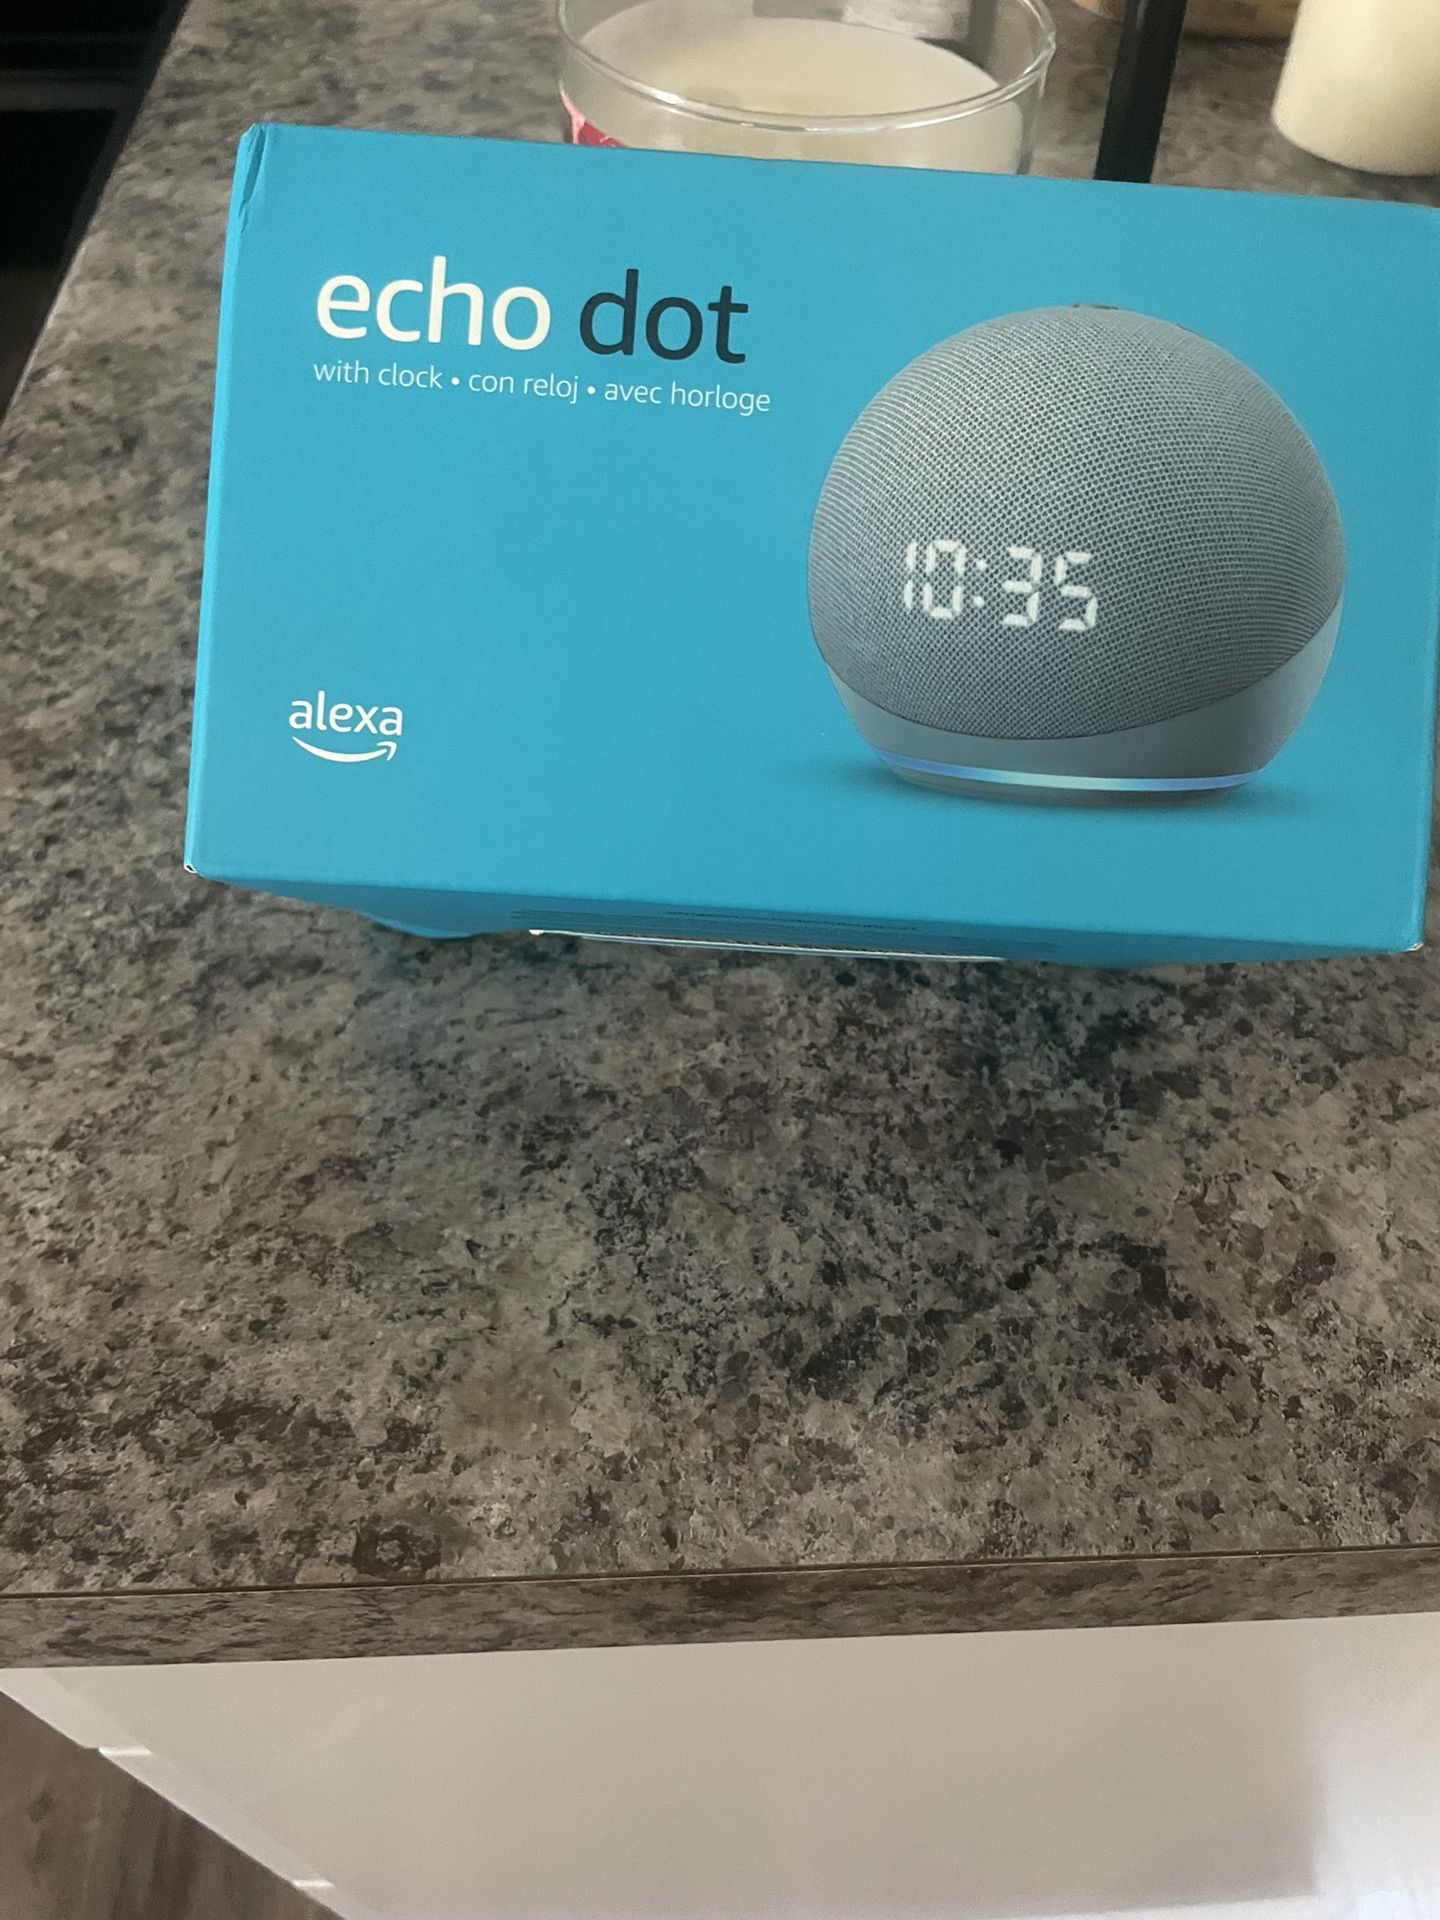 echo dot
with clock • con reloj • avec horloge
10:35
alexa